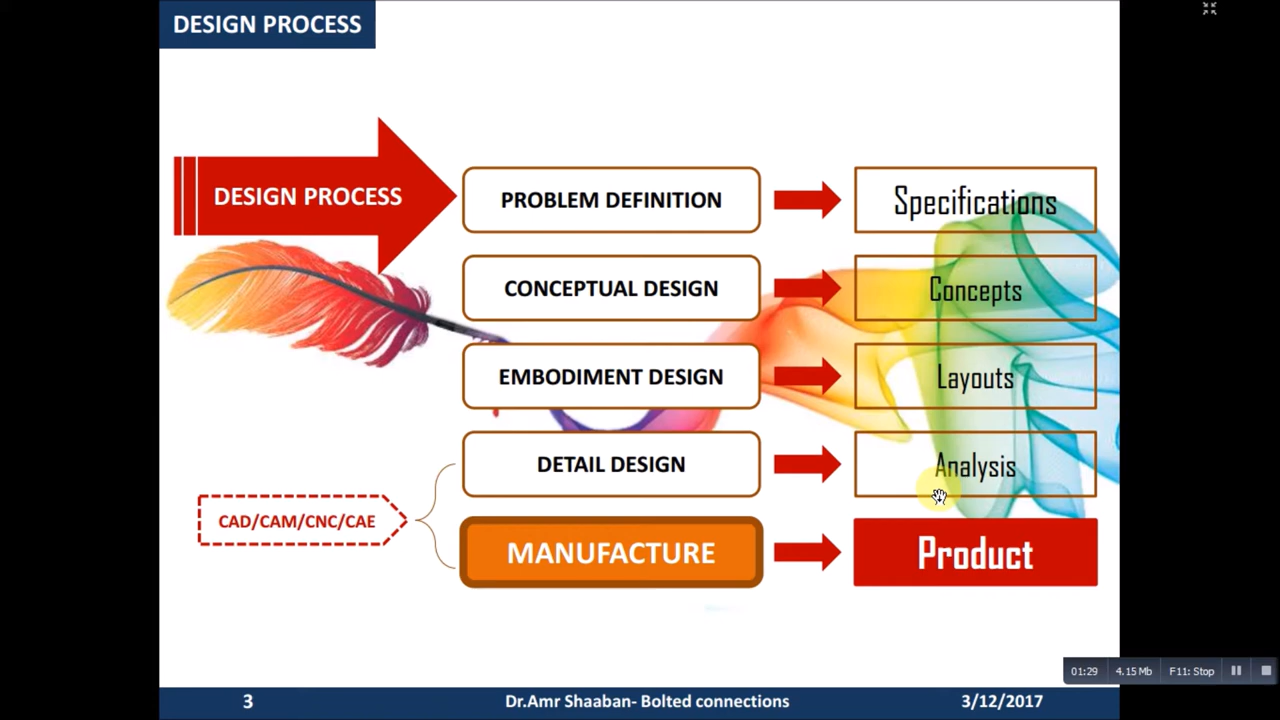 DESIGN PROCESS
DESIGN PROCESS
PROBLEM DEFINITION
Specifications
CONCEPTUAL DESIGN
Concepts
EMBODIMENT DESIGN
Layouts
DETAIL DESIGN
Analysis
CAD/CAM/CNC/CAE
MANUFACTURE
Product
01:29
4.15 Mb
F11: Stop
3
Dr.Amr Shaaban- Bolted connections
3/12/2017